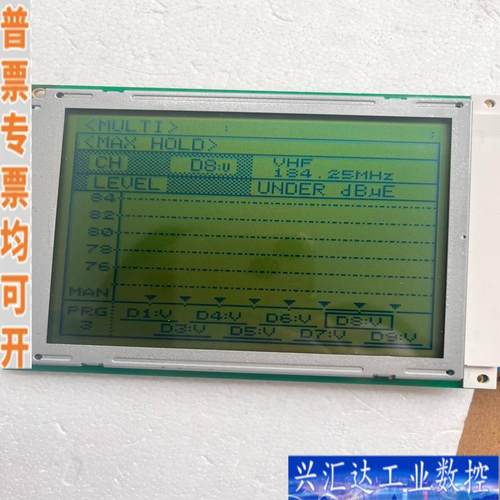 普票专票均可开
<MULTI> : :
<MAX HOLD>
CH D8:V VHF
184.25MHz
LEVEL UNDER dBμE
84
82
80
78
76
MAN
PRG D1:V D4:V D6:V D8:V
3 D3:V D5:V D7:V D9:V
兴汇达工业数控